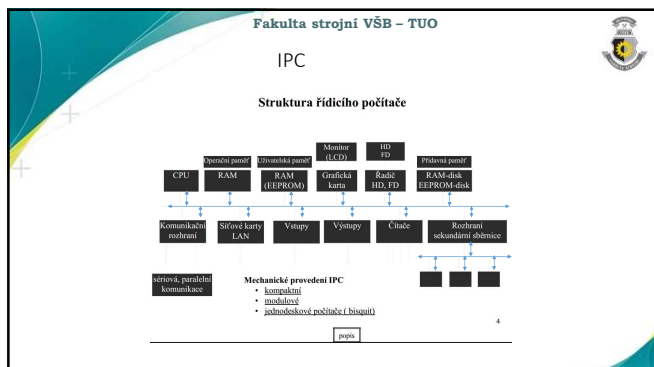 Fakulta strojní VŠB – TUO
IPC
Struktura řídicího počítače
Monitor
(LCD)
HD
FD
Operační paměť
Uživatelská paměť
Přídavná paměť
CPU
RAM
RAM
(EEPROM)
Grafická
karta
Řadič
HD, FD
RAM-disk
EEPROM-disk
Komunikační
rozhraní
Síťové karty
LAN
Vstupy
Výstupy
Čítače
Rozhraní
sekundární sběrnice
sériová, paralelní
komunikace
Mechanické provedení IPC
• kompaktní
• modulové
• jednodeskové počítače ( bisquit)
4
popis